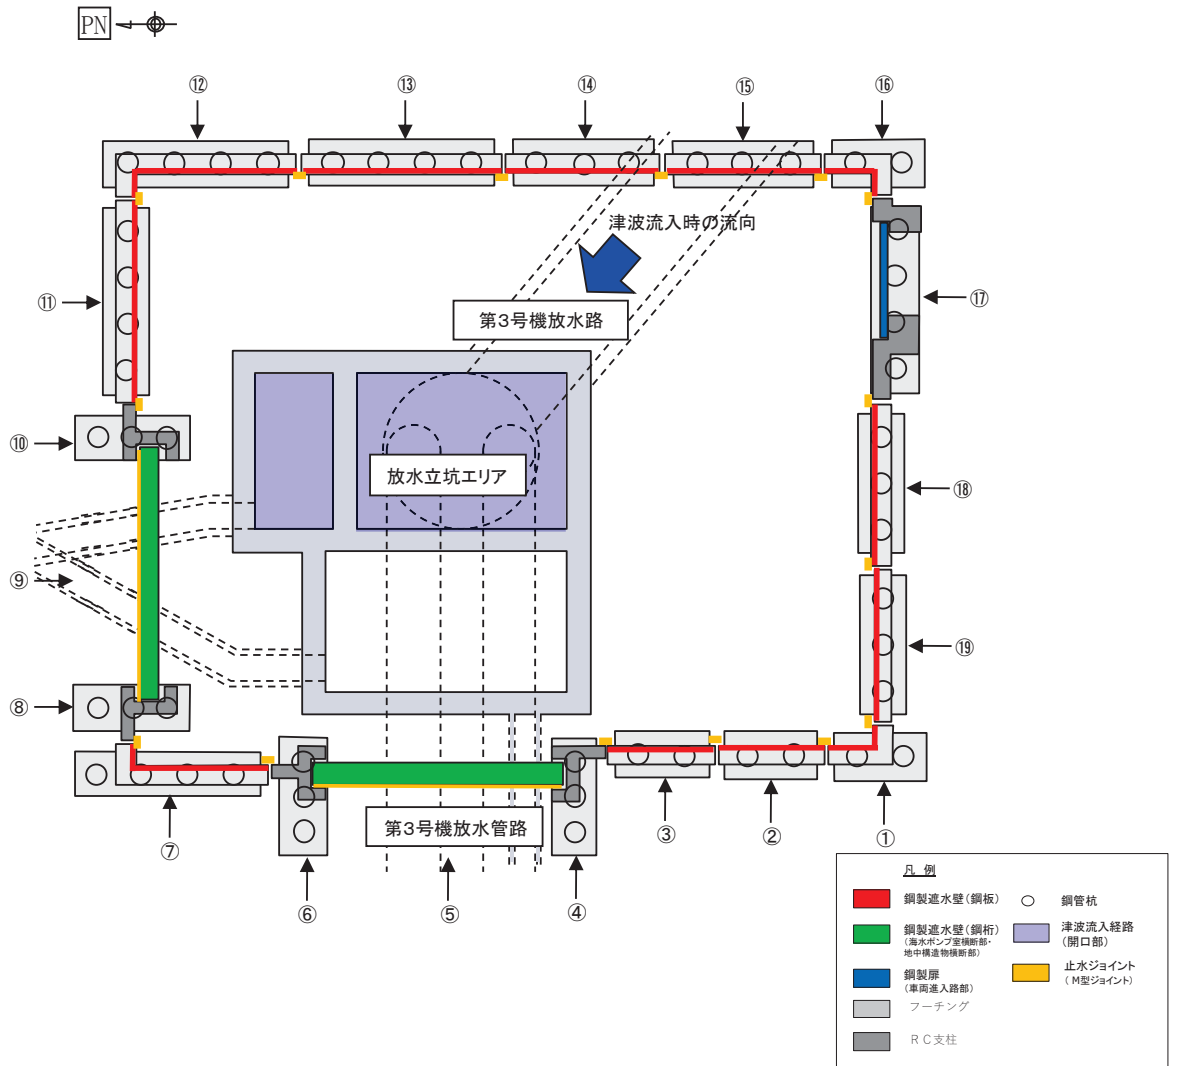 PN
⑫
⑬
⑭
⑮
⑯
津波流入時の流向
⑪
⑰
第3号機放水路
⑩
放水立坑エリア
⑱
⑨
⑲
⑧
第3号機放水管路
⑦
⑥
⑤
④
③
②
①
凡 例
鋼製遮水壁(鋼板)
鋼製遮水壁(鋼桁)
(海水ポンプ室横断部・
地中構造物横断部)
鋼製扉
(車両進入路部)
フーチング
RC支柱
鋼管杭
津波流入経路
(開口部)
止水ジョイント
(M型ジョイント)